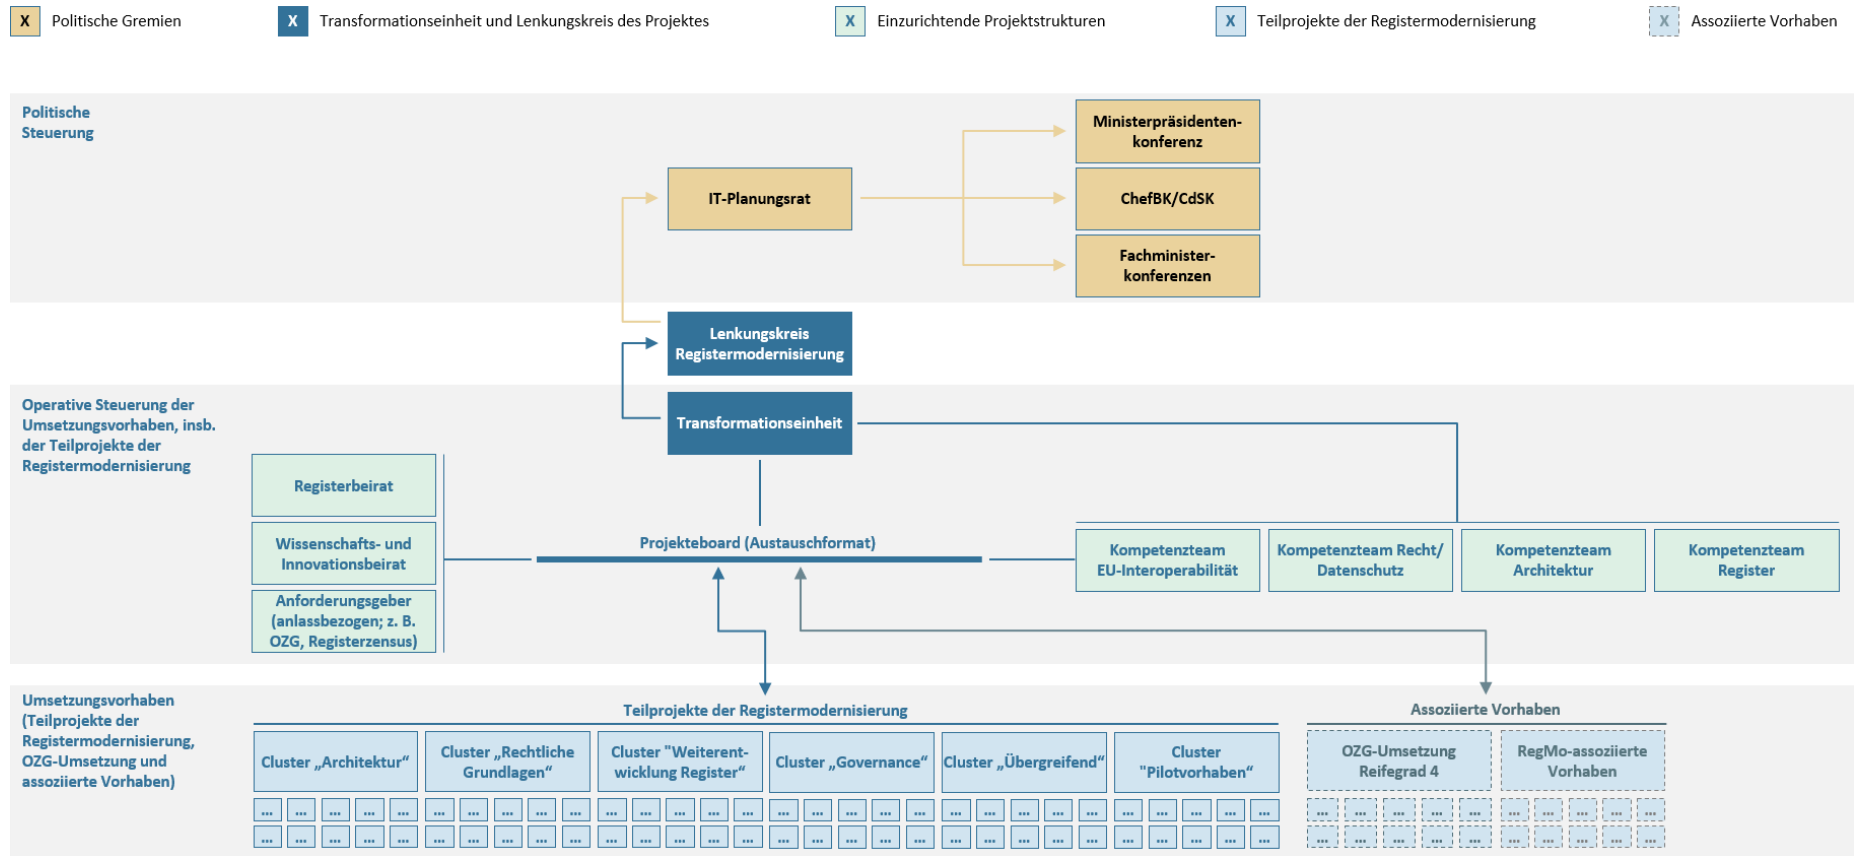 X Politische Gremien
X Transformationseinheit und Lenkungskreis des Projektes
X Einzurichtende Projektstrukturen
X Teilprojekte der Registermodernisierung
X Assoziierte Vorhaben
Politische
Steuerung
Ministerpräsidenten-
konferenz
IT-Planungsrat
ChefBK/CdSK
Fachminister-
konferenzen
Lenkungskreis
Registermodernisierung
Operative Steuerung der
Umsetzungsvorhaben, insb.
der Teilprojekte der
Registermodernisierung
Transformationseinheit
Registerbeirat
Wissenschafts- und
Innovationsbeirat
Anforderungsgeber
(anlassbezogen; z. B.
OZG, Registerzensus)
Projekteboard (Austauschformat)
Kompetenzteam
EU-Interoperabilität
Kompetenzteam Recht/
Datenschutz
Kompetenzteam
Architektur
Kompetenzteam
Register
Umsetzungsvorhaben
(Teilprojekte der
Registermodernisierung,
OZG-Umsetzung und
assoziierte Vorhaben)
Teilprojekte der Registermodernisierung
Cluster „Architektur“
Cluster „Rechtliche
Grundlagen“
Cluster "Weiterent-
wicklung Register“
Cluster „Governance“
Cluster „Übergreifend“
Cluster
"Pilotvorhaben“
Assoziierte Vorhaben
OZG-Umsetzung
Reifegrad 4
RegMo-assoziierte
Vorhaben
... ... ... ... ... ... ... ... ... ... ... ... ... ... ... ... ... ... ... ... ... ... ... ... ... ... ... ... ... ... ... ... ... ... ... ... ... ... ... ...
... ... ... ... ... ... ... ... ... ... ... ... ... ... ... ... ... ... ... ... ... ... ... ... ... ... ... ... ... ... ... ... ... ... ... ... ... ... ... ...